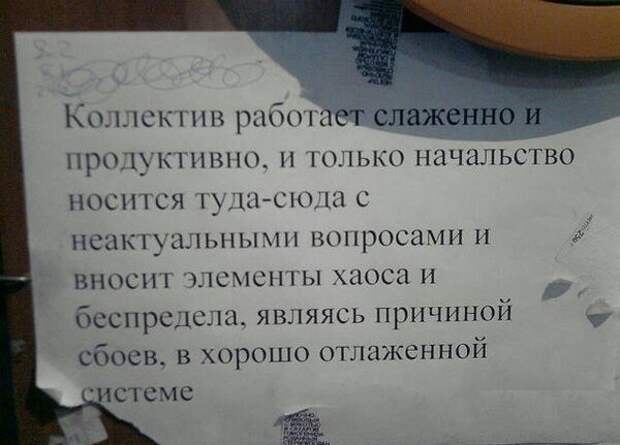 Коллектив работает слаженно и
продуктивно, и только начальство
носится туда-сюда с
неактуальными вопросами и
вносит элементы хаоса и
беспредела, являясь причиной
сбоев, в хорошо отлаженной
системе